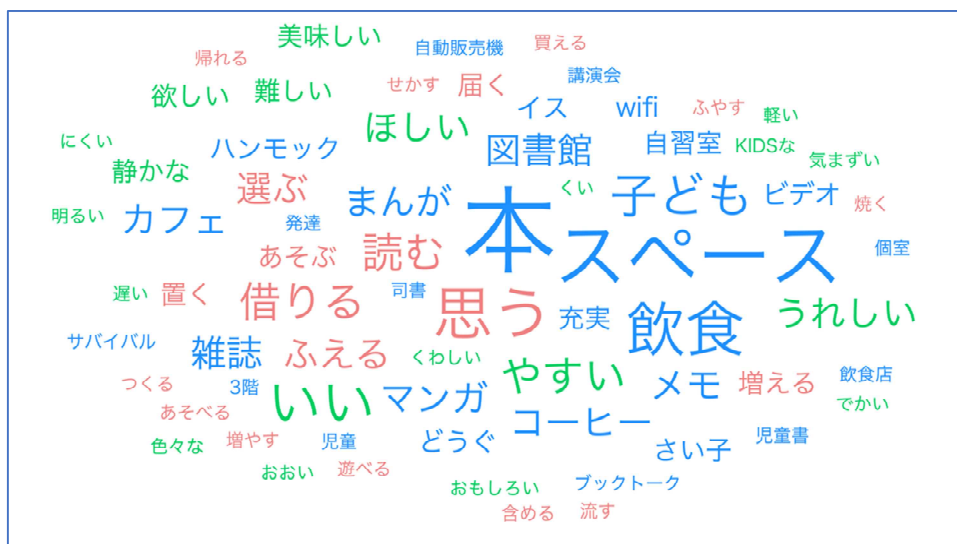 美味しい
自動販売機
買える
帰れる
せかす
届く
講演会
欲しい
難しい
イス
wifi
ふやす
軽い
ほしい
にくい
ハンモック
図書館
自習室
KIDSな
気まずい
静かな
選ぶ
まんが
本
くい
子ども
ビデオ
焼く
明るい
カフェ
発達
読む
スペース
個室
あそぶ
遅い
置く
借りる
司書
思う
充実
飲食
うれしい
サバイバル
雑誌
ふえる
くわしい
やすい
メモ
増える
飲食店
つくる
3階
いい
マンガ
コーヒー
でかい
あそべる
色々な
増やす
児童
どうぐ
さい子
児童書
おおい
遊べる
おもしろい
ブックトーク
含める
流す